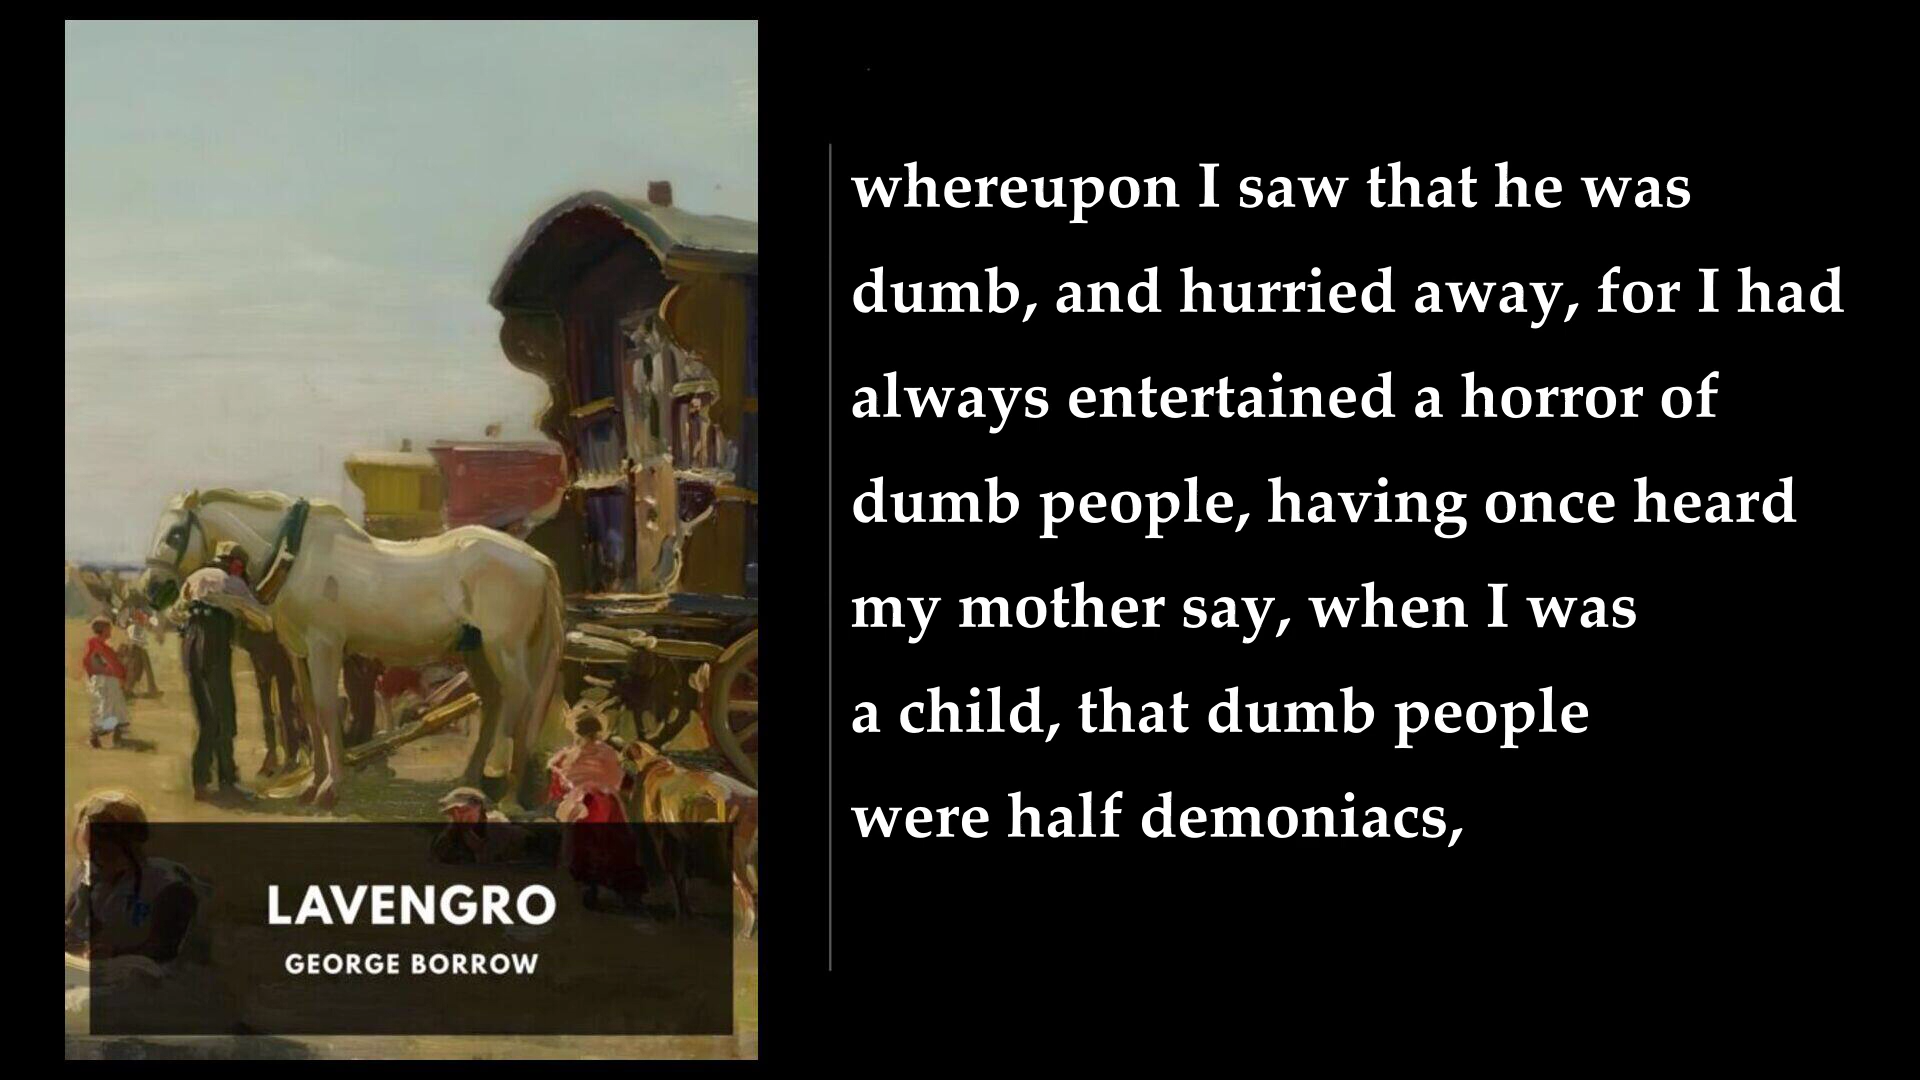 LAVENGRO
GEORGE BORROW
whereupon I saw that he was
dumb, and hurried away, for I had
always entertained a horror of
dumb people, having once heard
my mother say, when I was
a child, that dumb people
were half demoniacs,